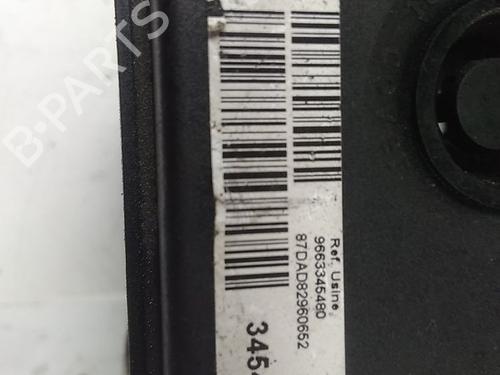 B-PARTS
Ref. Usine
9663345480
87DAD82960652
345